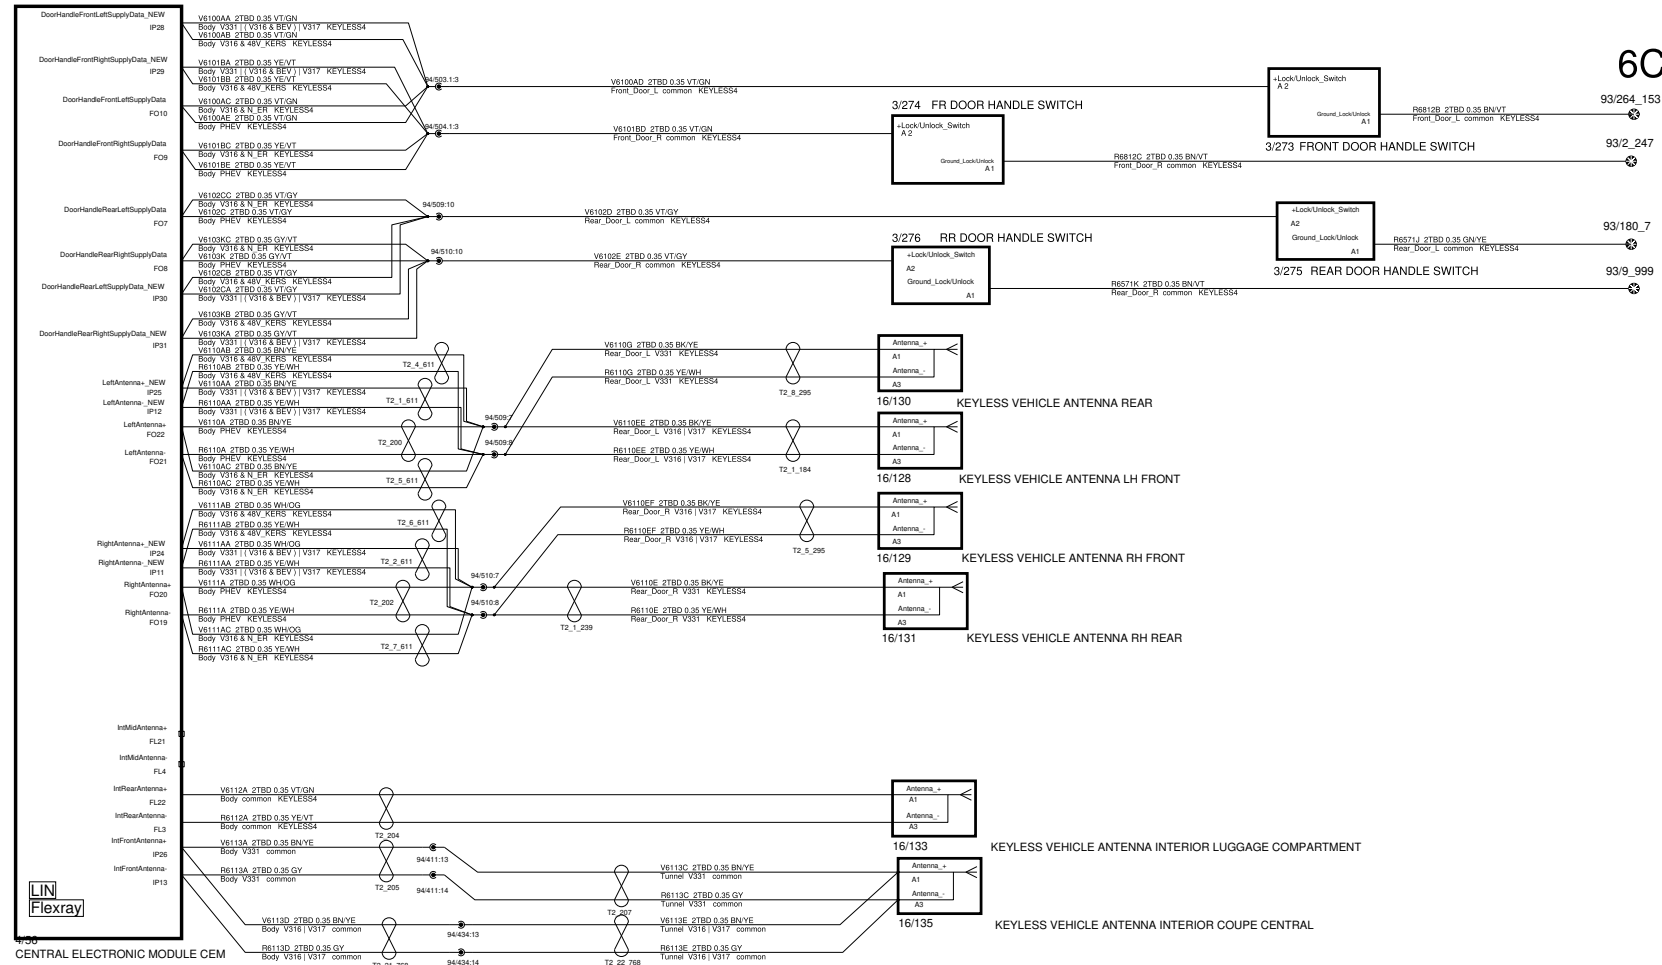 DoorHandleFrontLeftSupplyData_NEW
IP28
DoorHandleFrontRightSupplyData_NEW
IP29
DoorHandleFrontLeftSupplyData
FO10
DoorHandleFrontRightSupplyData
FO9
DoorHandleRearLeftSupplyData
FO7
DoorHandleRearRightSupplyData
FO8
DoorHandleRearLeftSupplyData_NEW
IP30
DoorHandleRearRightSupplyData_NEW
IP31
LeftAntenna+_NEW
IP25
LeftAntenna-_NEW
IP12
LeftAntenna+
FO22
LeftAntenna-
FO21
RightAntenna+_NEW
IP24
RightAntenna-_NEW
IP11
RightAntenna+
FO20
RightAntenna-
FO19
IntMidAntenna+
FL21
IntMidAntenna-
FL4
IntRearAntenna+
FL22
IntRearAntenna-
FL3
IntFrontAntenna+
IP26
IntFrontAntenna-
IP13
LIN
Flexray
CENTRAL ELECTRONIC MODULE CEM
V6100AA 2TBD 0.35 VT/GN
Body V331 | ( V316 & BEV ) | V317 KEYLESS4
V6100AB 2TBD 0.35 VT/GN
Body V316 & 48V_KERS KEYLESS4
V6101BA 2TBD 0.35 YE/VT
Body V331 | ( V316 & BEV ) | V317 KEYLESS4
V6101BB 2TBD 0.35 YE/VT
Body V316 & 48V_KERS KEYLESS4
V6100AC 2TBD 0.35 VT/GN
Body V316 & N_ER KEYLESS4
V6100AE 2TBD 0.35 VT/GN
Body PHEV KEYLESS4
V6101BC 2TBD 0.35 YE/VT
Body V316 & N_ER KEYLESS4
V6101BE 2TBD 0.35 YE/VT
Body PHEV KEYLESS4
V6102CC 2TBD 0.35 VT/GY
Body V316 & N_ER KEYLESS4
V6102C 2TBD 0.35 VT/GY
Body PHEV KEYLESS4
V6103KC 2TBD 0.35 GY/VT
Body V316 & N_ER KEYLESS4
V6103K 2TBD 0.35 GY/VT
Body PHEV KEYLESS4
V6102CB 2TBD 0.35 VT/GY
Body V316 & 48V_KERS KEYLESS4
V6102CA 2TBD 0.35 VT/GY
Body V331 | ( V316 & BEV ) | V317 KEYLESS4
V6103KB 2TBD 0.35 GY/VT
Body V316 & 48V_KERS KEYLESS4
V6103KA 2TBD 0.35 GY/VT
Body V331 | ( V316 & BEV ) | V317 KEYLESS4
V6110AB 2TBD 0.35 BN/YE
Body V316 & 48V_KERS KEYLESS4
R6110AB 2TBD 0.35 YE/WH
Body V316 & 48V_KERS KEYLESS4
V6110AA 2TBD 0.35 BN/YE
Body V331 | ( V316 & BEV ) | V317 KEYLESS4
R6110AA 2TBD 0.35 YE/WH
Body V331 | ( V316 & BEV ) | V317 KEYLESS4
V6110A 2TBD 0.35 BN/YE
Body PHEV KEYLESS4
R6110A 2TBD 0.35 YE/WH
Body PHEV KEYLESS4
V6110AC 2TBD 0.35 BN/YE
Body V316 & N_ER KEYLESS4
R6110AC 2TBD 0.35 YE/WH
Body V316 & N_ER KEYLESS4
V6111AB 2TBD 0.35 WH/OG
Body V316 & 48V_KERS KEYLESS4
R6111AB 2TBD 0.35 YE/WH
Body V316 & 48V_KERS KEYLESS4
V6111AA 2TBD 0.35 WH/OG
Body V331 | ( V316 & BEV ) | V317 KEYLESS4
R6111AA 2TBD 0.35 YE/WH
Body V331 | ( V316 & BEV ) | V317 KEYLESS4
V6111A 2TBD 0.35 WH/OG
Body PHEV KEYLESS4
R6111A 2TBD 0.35 YE/WH
Body PHEV KEYLESS4
V6111AC 2TBD 0.35 WH/OG
Body V316 & N_ER KEYLESS4
R6111AC 2TBD 0.35 YE/WH
Body V316 & N_ER KEYLESS4
V6112A 2TBD 0.35 VT/GN
Body common KEYLESS4
R6112A 2TBD 0.35 YE/VT
Body common KEYLESS4
V6113A 2TBD 0.35 BN/YE
Body V331 common
R6113A 2TBD 0.35 GY
Body V331 common
V6113D 2TBD 0.35 BN/YE
Body V316 | V317 common
R6113D 2TBD 0.35 GY
Body V316 | V317 common
T2_4_611
T2_1_611
T2_200
T2_5_611
T2_6_611
T2_2_611
T2_202
T2_7_611
T2_204
T2_205
94/503.1:3
94/504.1:3
94/509:10
94/510:10
94/509:7
94/509:8
94/510:7
94/510:8
94/411:13
94/411:14
94/434:13
94/434:14
V6100AD 2TBD 0.35 VT/GN
Front_Door_L common KEYLESS4
V6101BD 2TBD 0.35 VT/GN
Front_Door_R common KEYLESS4
V6102D 2TBD 0.35 VT/GY
Rear_Door_L common KEYLESS4
V6102E 2TBD 0.35 VT/GY
Rear_Door_R common KEYLESS4
V6110G 2TBD 0.35 BK/YE
Rear_Door_L V331 KEYLESS4
R6110G 2TBD 0.35 YE/WH
Rear_Door_L V331 KEYLESS4
T2_8_295
V6110EE 2TBD 0.35 BK/YE
Rear_Door_L V316 | V317 KEYLESS4
R6110EE 2TBD 0.35 YE/WH
Rear_Door_L V316 | V317 KEYLESS4
T2_1_184
V6110EF 2TBD 0.35 BK/YE
Rear_Door_R V316 | V317 KEYLESS4
R6110EF 2TBD 0.35 YE/WH
Rear_Door_R V316 | V317 KEYLESS4
T2_5_295
V6110E 2TBD 0.35 BK/YE
Rear_Door_R V331 KEYLESS4
R6110E 2TBD 0.35 YE/WH
Rear_Door_R V331 KEYLESS4
T2_1_239
V6113C 2TBD 0.35 BN/YE
Tunnel V331 common
R6113C 2TBD 0.35 GY
Tunnel V331 common
T2_207
V6113E 2TBD 0.35 BN/YE
Tunnel V316 | V317 common
R6113E 2TBD 0.35 GY
Tunnel V316 | V317 common
T2_22_768
3/274 FR DOOR HANDLE SWITCH
+Lock/Unlock_Switch
A 2
Ground_Lock/Unlock
A 1
3/276 RR DOOR HANDLE SWITCH
+Lock/Unlock_Switch
A2
Ground_Lock/Unlock
A1
Antenna_+
A1
Antenna_-
A3
16/130 KEYLESS VEHICLE ANTENNA REAR
Antenna_+
A1
Antenna_-
A3
16/128 KEYLESS VEHICLE ANTENNA LH FRONT
Antenna_+
A1
Antenna_-
A3
16/129 KEYLESS VEHICLE ANTENNA RH FRONT
Antenna_+
A1
Antenna_-
A3
16/131 KEYLESS VEHICLE ANTENNA RH REAR
Antenna_+
A1
Antenna_-
A3
16/133 KEYLESS VEHICLE ANTENNA INTERIOR LUGGAGE COMPARTMENT
Antenna_+
A1
Antenna_-
A3
16/135 KEYLESS VEHICLE ANTENNA INTERIOR COUPE CENTRAL
+Lock/Unlock_Switch
A 2
Ground_Lock/Unlock
A 1
3/273 FRONT DOOR HANDLE SWITCH
+Lock/Unlock_Switch
A2
Ground_Lock/Unlock
A1
3/275 REAR DOOR HANDLE SWITCH
R6812B 2TBD 0.35 BN/VT
Front_Door_L common KEYLESS4
R6812C 2TBD 0.35 BN/VT
Front_Door_R common KEYLESS4
R6571J 2TBD 0.35 GN/YE
Rear_Door_L common KEYLESS4
R6571K 2TBD 0.35 BN/VT
Rear_Door_R common KEYLESS4
6C
93/264_153
93/2_247
93/180_7
93/9_999